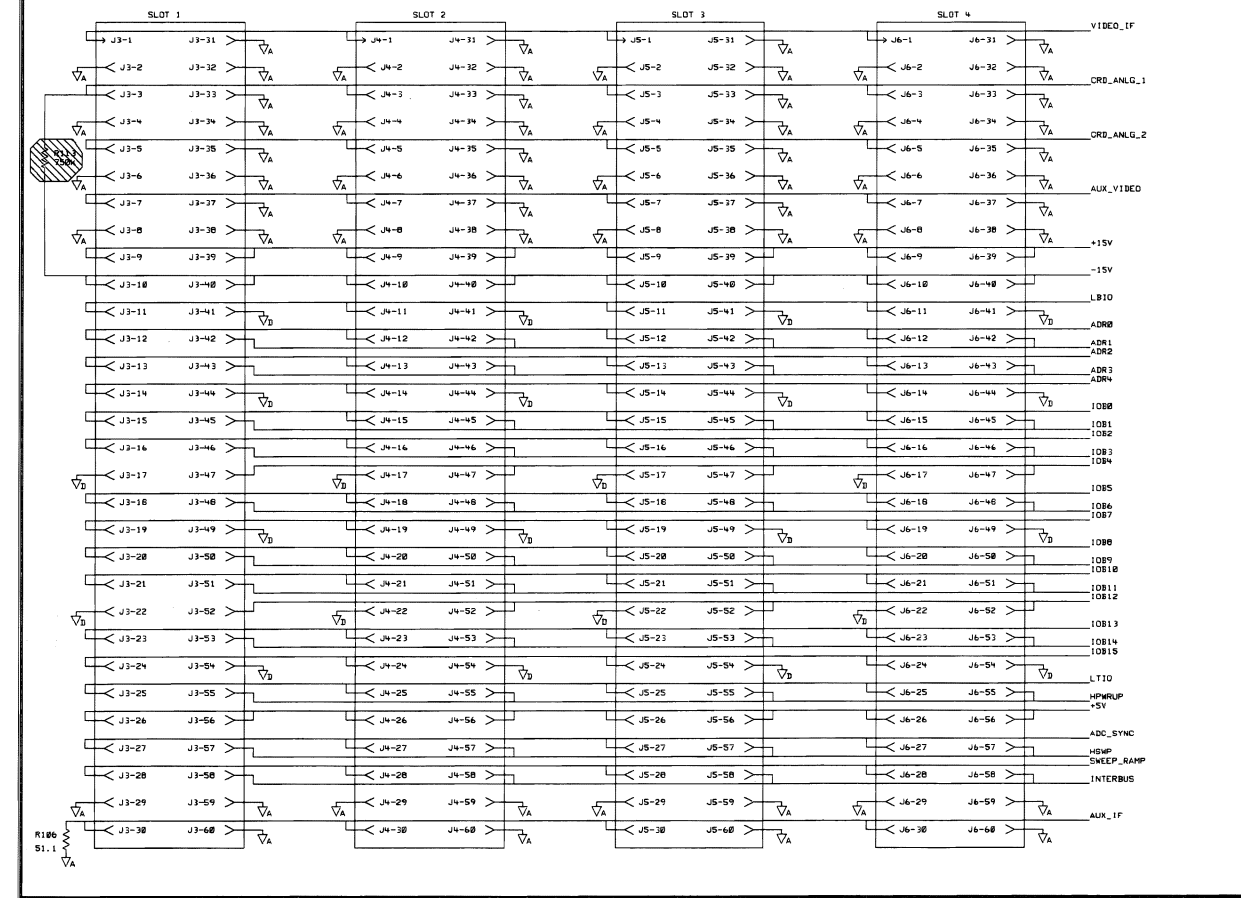 SLOT 1 SLOT 2 SLOT 3 SLOT 4
VIDEO_IF
J3-1 J3-31 J4-1 J4-31 J5-1 J5-31 J6-1 J6-31
A A A A
J3-2 J3-32 J4-2 J4-32 J5-2 J5-32 J6-2 J6-32
A A A A A A A A
CRD_ANLG_1
J3-3 J3-33 J4-3 J4-33 J5-3 J5-33 J6-3 J6-33
A A A A
J3-4 J3-34 J4-4 J4-34 J5-4 J5-34 J6-4 J6-34
A A A A A A A A
CRD_ANLG_2
J3-5 J3-35 J4-5 J4-35 J5-5 J5-35 J6-5 J6-35
R113
750K
A A A A
J3-6 J3-36 J4-6 J4-36 J5-6 J5-36 J6-6 J6-36
A A A A A A A A
AUX_VIDEO
J3-7 J3-37 J4-7 J4-37 J5-7 J5-37 J6-7 J6-37
A A A A
J3-8 J3-38 J4-8 J4-38 J5-8 J5-38 J6-8 J6-38
A A A A A A A A
+15V
J3-9 J3-39 J4-9 J4-39 J5-9 J5-39 J6-9 J6-39
-15V
J3-10 J3-40 J4-10 J4-40 J5-10 J5-40 J6-10 J6-40
LBIO
J3-11 J3-41 J4-11 J4-41 J5-11 J5-41 J6-11 J6-41
D D D D
ADR0
J3-12 J3-42 J4-12 J4-42 J5-12 J5-42 J6-12 J6-42
ADR1
ADR2
J3-13 J3-43 J4-13 J4-43 J5-13 J5-43 J6-13 J6-43
ADR3
ADR4
J3-14 J3-44 J4-14 J4-44 J5-14 J5-44 J6-14 J6-44
D D D D
IOB0
J3-15 J3-45 J4-15 J4-45 J5-15 J5-45 J6-15 J6-45
IOB1
IOB2
J3-16 J3-46 J4-16 J4-46 J5-16 J5-46 J6-16 J6-46
IOB3
IOB4
J3-17 J3-47 J4-17 J4-47 J5-17 J5-47 J6-17 J6-47
D D D D
IOB5
J3-18 J3-48 J4-18 J4-48 J5-18 J5-48 J6-18 J6-48
IOB6
IOB7
J3-19 J3-49 J4-19 J4-49 J5-19 J5-49 J6-19 J6-49
D D D D
IOB8
J3-20 J3-50 J4-20 J4-50 J5-20 J5-50 J6-20 J6-50
IOB9
IOB10
J3-21 J3-51 J4-21 J4-51 J5-21 J5-51 J6-21 J6-51
IOB11
IOB12
J3-22 J3-52 J4-22 J4-52 J5-22 J5-52 J6-22 J6-52
D D D D
IOB13
J3-23 J3-53 J4-23 J4-53 J5-23 J5-53 J6-23 J6-53
IOB14
IOB15
J3-24 J3-54 J4-24 J4-54 J5-24 J5-54 J6-24 J6-54
D D D D
LTIO
J3-25 J3-55 J4-25 J4-55 J5-25 J5-55 J6-25 J6-55
HPWRUP
+5V
J3-26 J3-56 J4-26 J4-56 J5-26 J5-56 J6-26 J6-56
ADC_SYNC
J3-27 J3-57 J4-27 J4-57 J5-27 J5-57 J6-27 J6-57
HSWP
SWEEP_RAMP
J3-28 J3-58 J4-28 J4-58 J5-28 J5-58 J6-28 J6-58
INTERBUS
J3-29 J3-59 J4-29 J4-59 J5-29 J5-59 J6-29 J6-59
A A A A A A A A
AUX_IF
J3-30 J3-60 J4-30 J4-60 J5-30 J5-60 J6-30 J6-60
R106
51.1
A A A A A